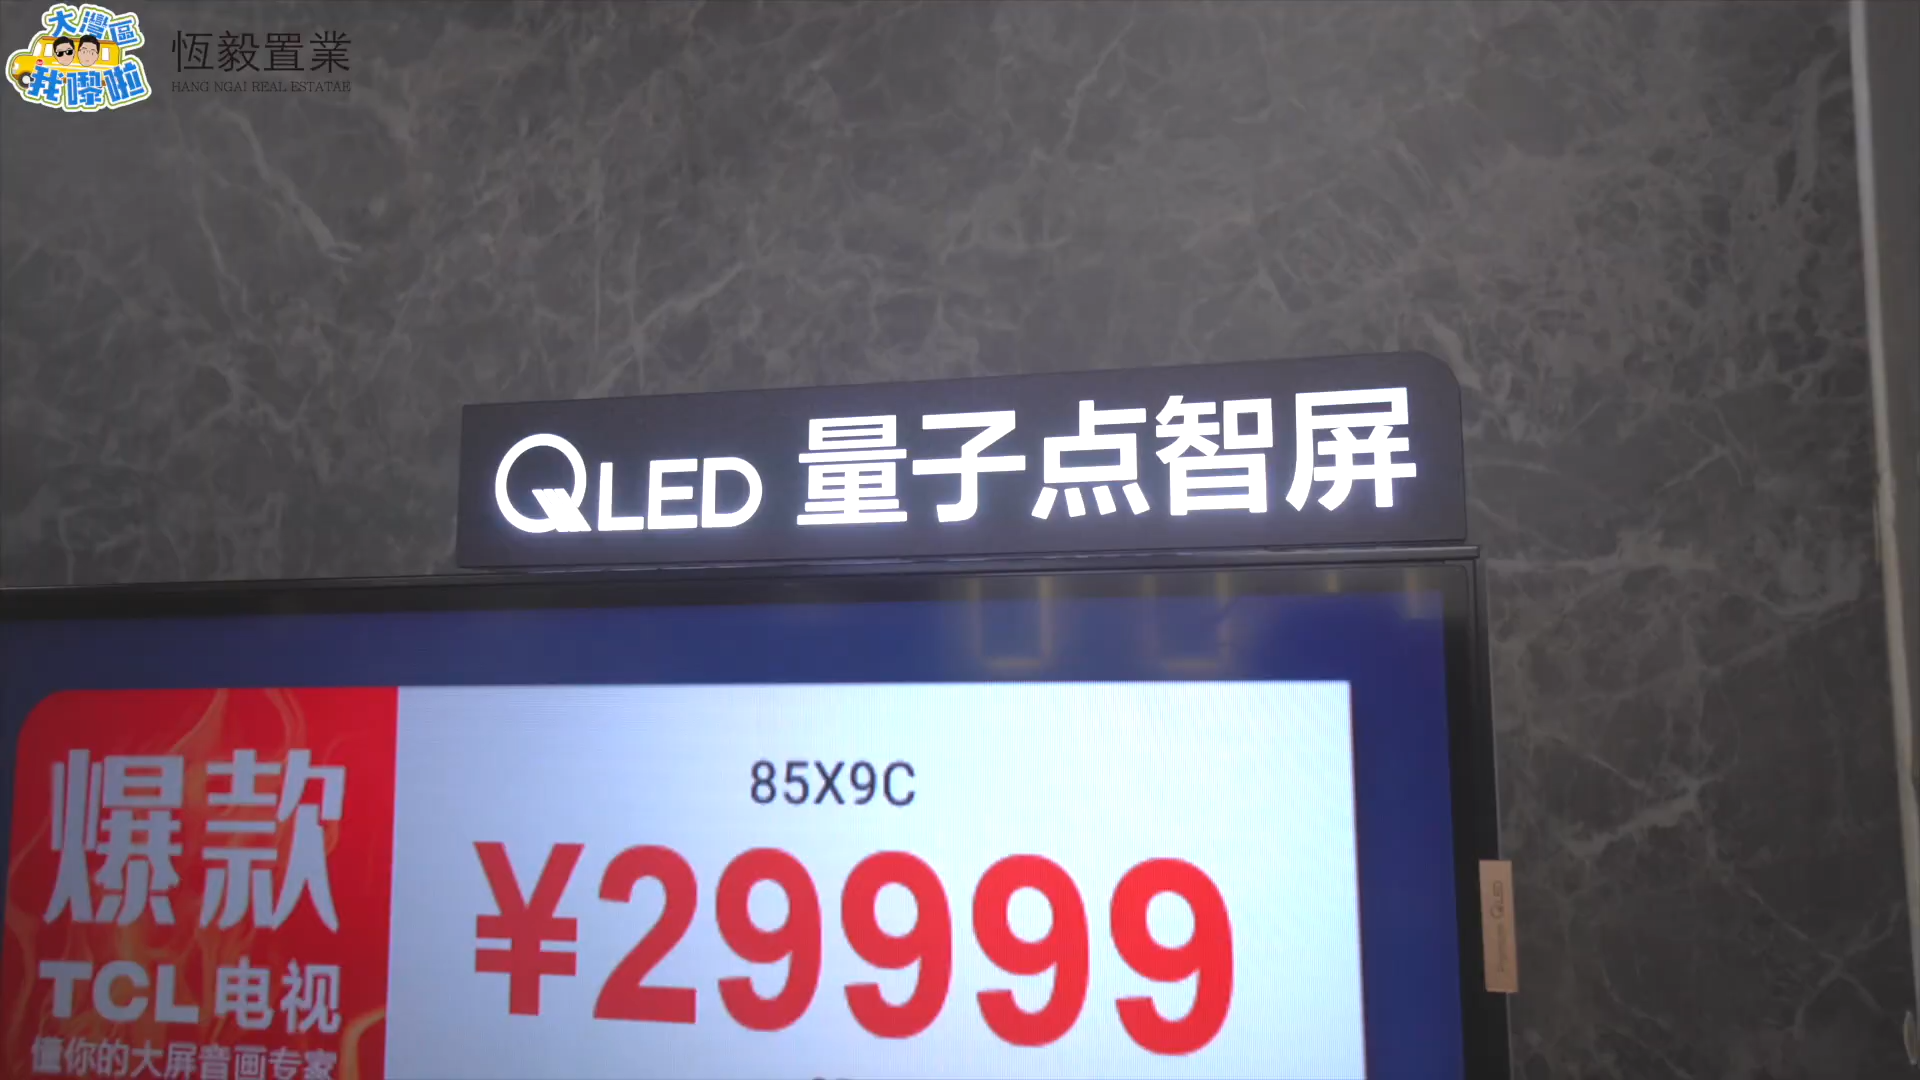 大灣區
我嚟啦
恆毅置業
HANG NGAI REAL ESTATAE
QLED 量子点智屏
85X9C
¥29999
爆款
TCL电视
懂你的大屏音画专家
QLED